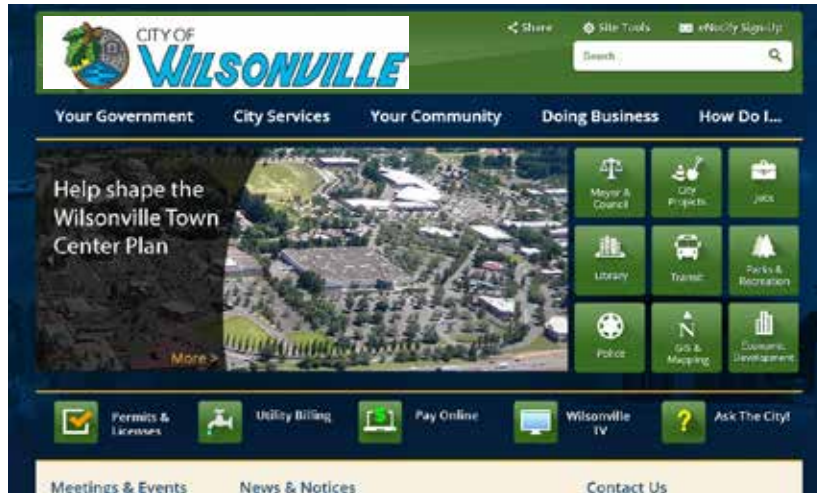 CITY OF
WILSONVILLE
Share
Site Tools
eNotify Sign-Up
Search
Your Government
City Services
Your Community
Doing Business
How Do I...
Help shape the
Wilsonville Town
Center Plan
More >
Mayor &
Council
City
Projects
Jobs
Library
Transit
Parks &
Recreation
Police
GIS &
Mapping
Economic
Development
Permits &
Licenses
Utility Billing
Pay Online
Wilsonville
TV
Ask The City!
Meetings & Events
News & Notices
Contact Us